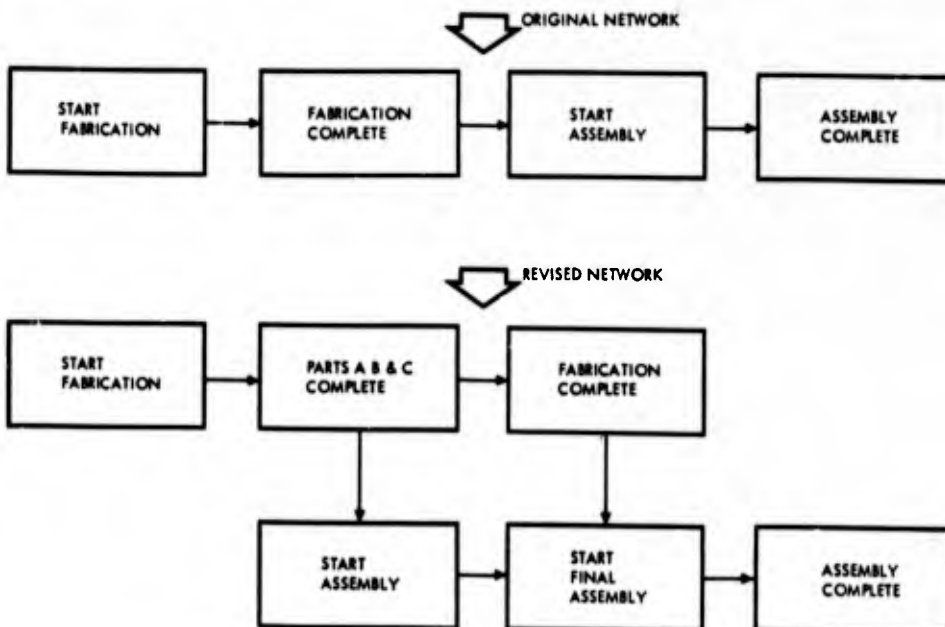 ORIGINAL NETWORK
START
FABRICATION
FABRICATION
COMPLETE
START
ASSEMBLY
ASSEMBLY
COMPLETE
REVISED NETWORK
START
FABRICATION
PARTS A B & C
COMPLETE
FABRICATION
COMPLETE
START
ASSEMBLY
START
FINAL
ASSEMBLY
ASSEMBLY
COMPLETE